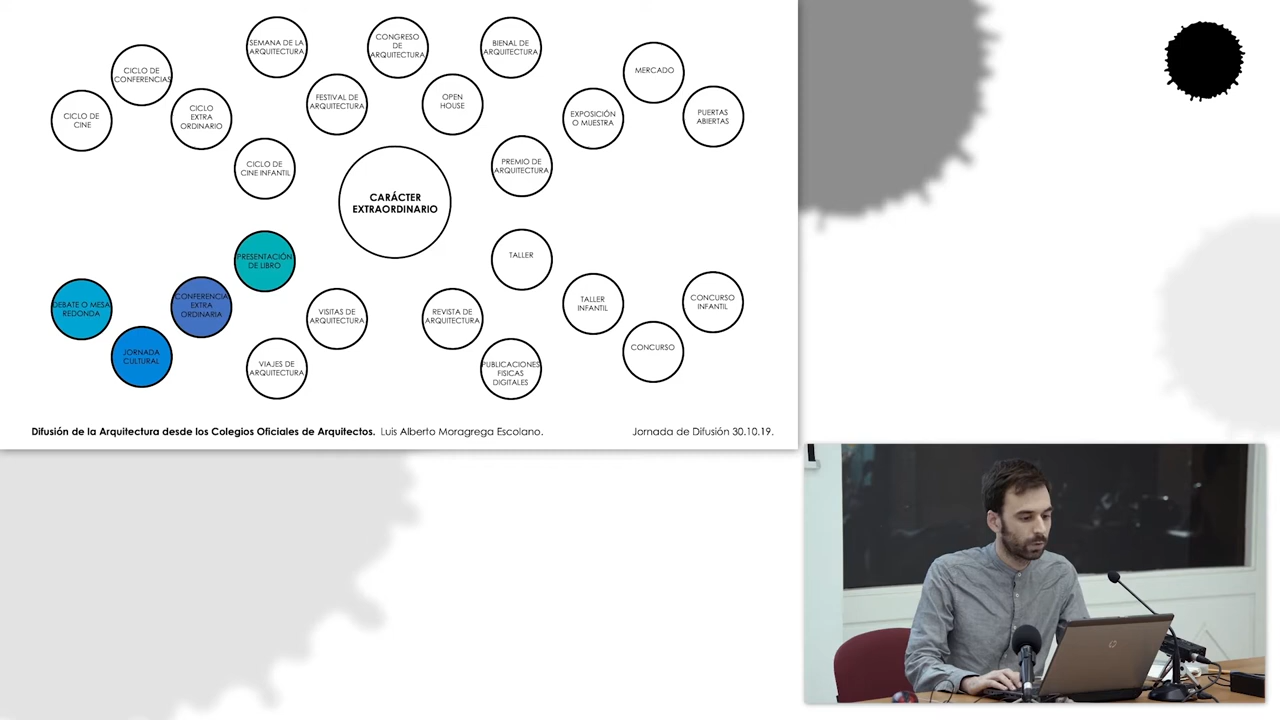 SEMANA DE LA
ARQUITECTURA
CONGRESO
DE
ARQUITECTURA
BIENAL DE
ARQUITECTURA
CICLO DE
CONFERENCIAS
MERCADO
FESTIVAL DE
ARQUITECTURA
OPEN
HOUSE
CICLO DE
CINE
CICLO
EXTRA
ORDINARIO
EXPOSICIÓN
O MUESTRA
PUERTAS
ABIERTAS
CICLO DE
CINE INFANTIL
PREMIO DE
ARQUITECTURA
CARÁCTER
EXTRAORDINARIO
PRESENTACIÓN
DE LIBRO
TALLER
DEBATE O MESA
REDONDA
CONFERENCIA
EXTRA
ORDINARIA
VISITAS DE
ARQUITECTURA
REVISTA DE
ARQUITECTURA
TALLER
INFANTIL
CONCURSO
INFANTIL
JORNADA
CULTURAL
VIAJES DE
ARQUITECTURA
PUBLICACIONES
FISICAS
DIGITALES
CONCURSO
Difusión de la Arquitectura desde los Colegios Oficiales de Arquitectos. Luis Alberto Moragrega Escolano. Jornada de Difusión 30.10.19.